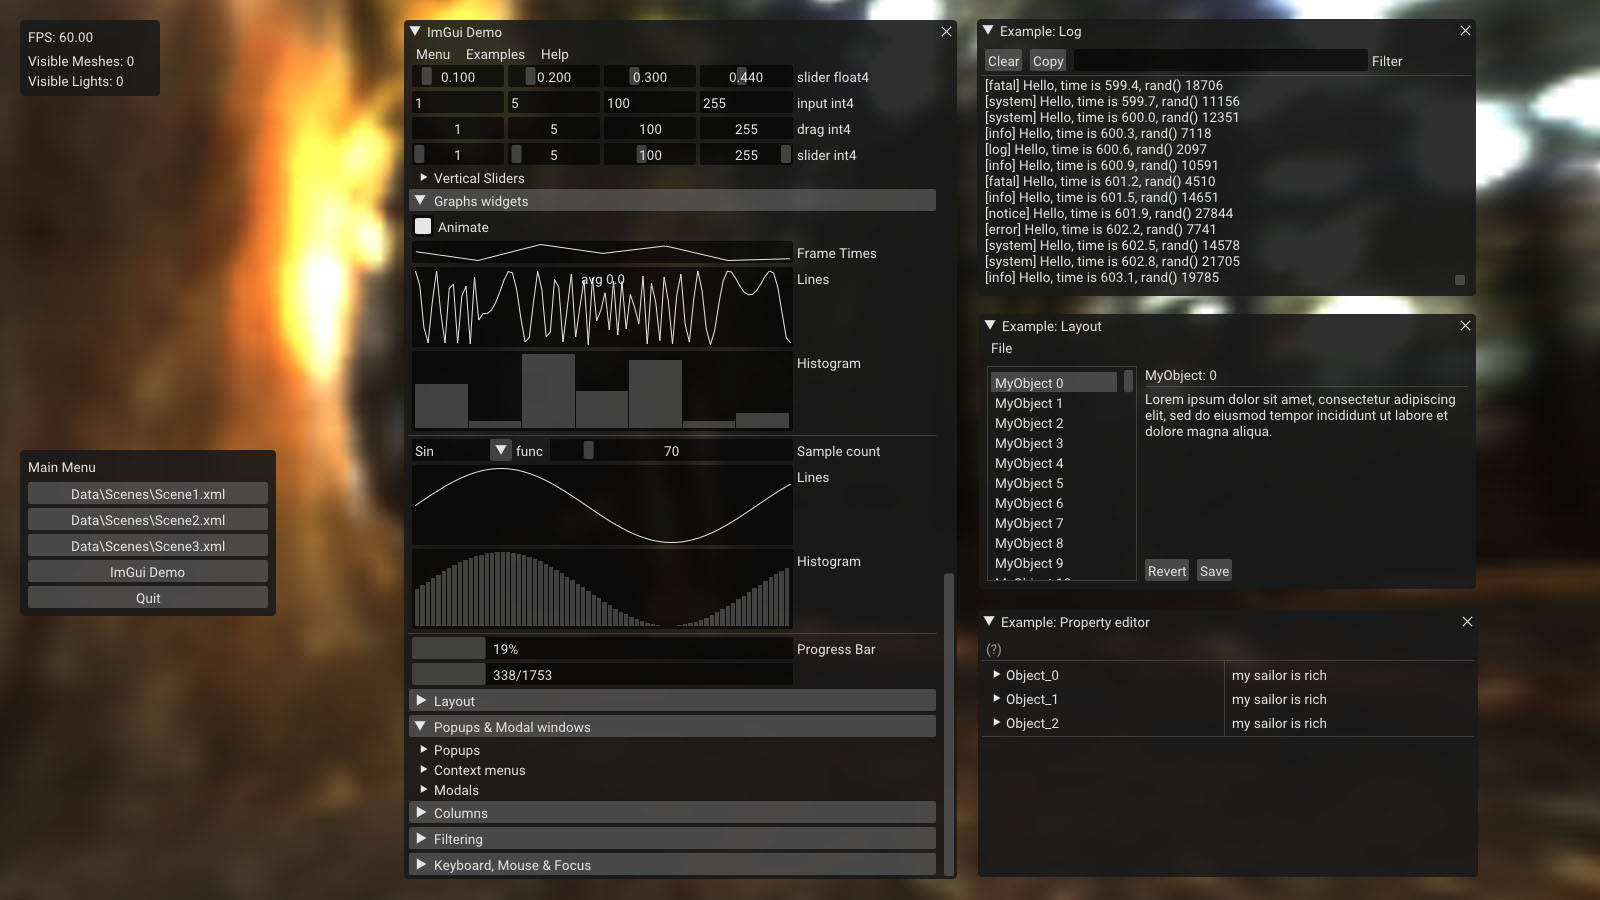 FPS: 60.00
Visible Meshes: 0
Visible Lights: 0
Main Menu
Data\Scenes\Scene1.xml
Data\Scenes\Scene2.xml
Data\Scenes\Scene3.xml
ImGui Demo
Quit
ImGui Demo
Menu Examples Help
0.100 0.200 0.300 0.440 slider float4
1 5 100 255 input int4
1 5 100 255 drag int4
1 5 100 255 slider int4
Vertical Sliders
Graphs widgets
Animate
Frame Times
avg 0.0 Lines
Histogram
Sin func 70 Sample count
Lines
Histogram
19% Progress Bar
338/1753
Layout
Popups & Modal windows
Popups
Context menus
Modals
Columns
Filtering
Keyboard, Mouse & Focus
Example: Log
Clear Copy Filter
[fatal] Hello, time is 599.4, rand() 18706
[system] Hello, time is 599.7, rand() 11156
[system] Hello, time is 600.0, rand() 12351
[info] Hello, time is 600.3, rand() 7118
[log] Hello, time is 600.6, rand() 2097
[info] Hello, time is 600.9, rand() 10591
[fatal] Hello, time is 601.2, rand() 4510
[info] Hello, time is 601.5, rand() 14651
[notice] Hello, time is 601.9, rand() 27844
[error] Hello, time is 602.2, rand() 7741
[system] Hello, time is 602.5, rand() 14578
[system] Hello, time is 602.8, rand() 21705
[info] Hello, time is 603.1, rand() 19785
Example: Layout
File
MyObject 0
MyObject 1
MyObject 2
MyObject 3
MyObject 4
MyObject 5
MyObject 6
MyObject 7
MyObject 8
MyObject 9
MyObject: 0
Lorem ipsum dolor sit amet, consectetur adipiscing
elit, sed do eiusmod tempor incididunt ut labore et
dolore magna aliqua.
Revert Save
Example: Property editor
(?)
Object_0 my sailor is rich
Object_1 my sailor is rich
Object_2 my sailor is rich